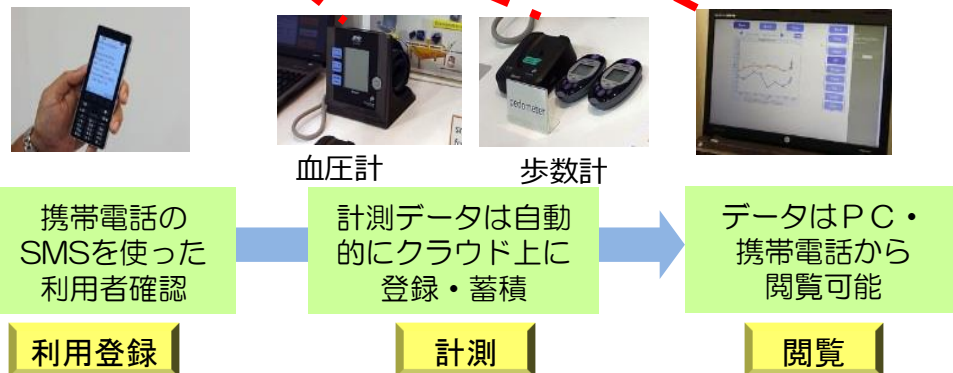 pedometer
血圧計
歩数計
携帯電話の
SMSを使った
利用者確認
計測データは自動
的にクラウド上に
登録・蓄積
データはＰＣ・
携帯電話から
閲覧可能
利用登録
計測
閲覧